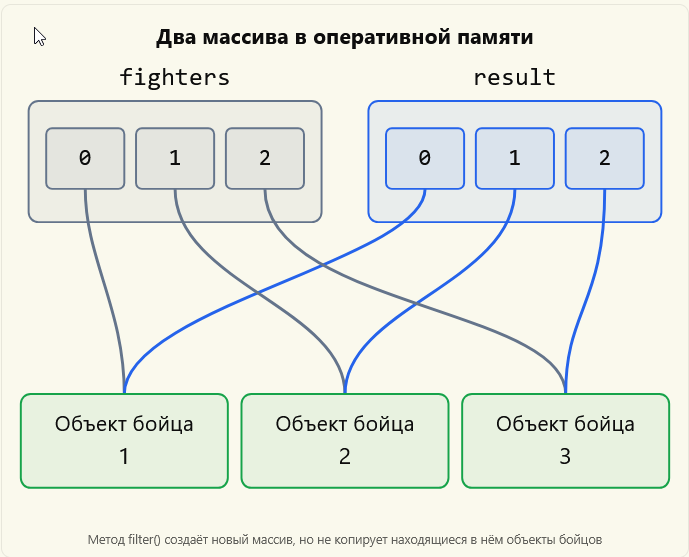 Два массива в оперативной памяти
fighters
result
0
1
2
0
1
2
Объект бойца
1
Объект бойца
2
Объект бойца
3
Метод filter() создаёт новый массив, но не копирует находящиеся в нём объекты бойцов